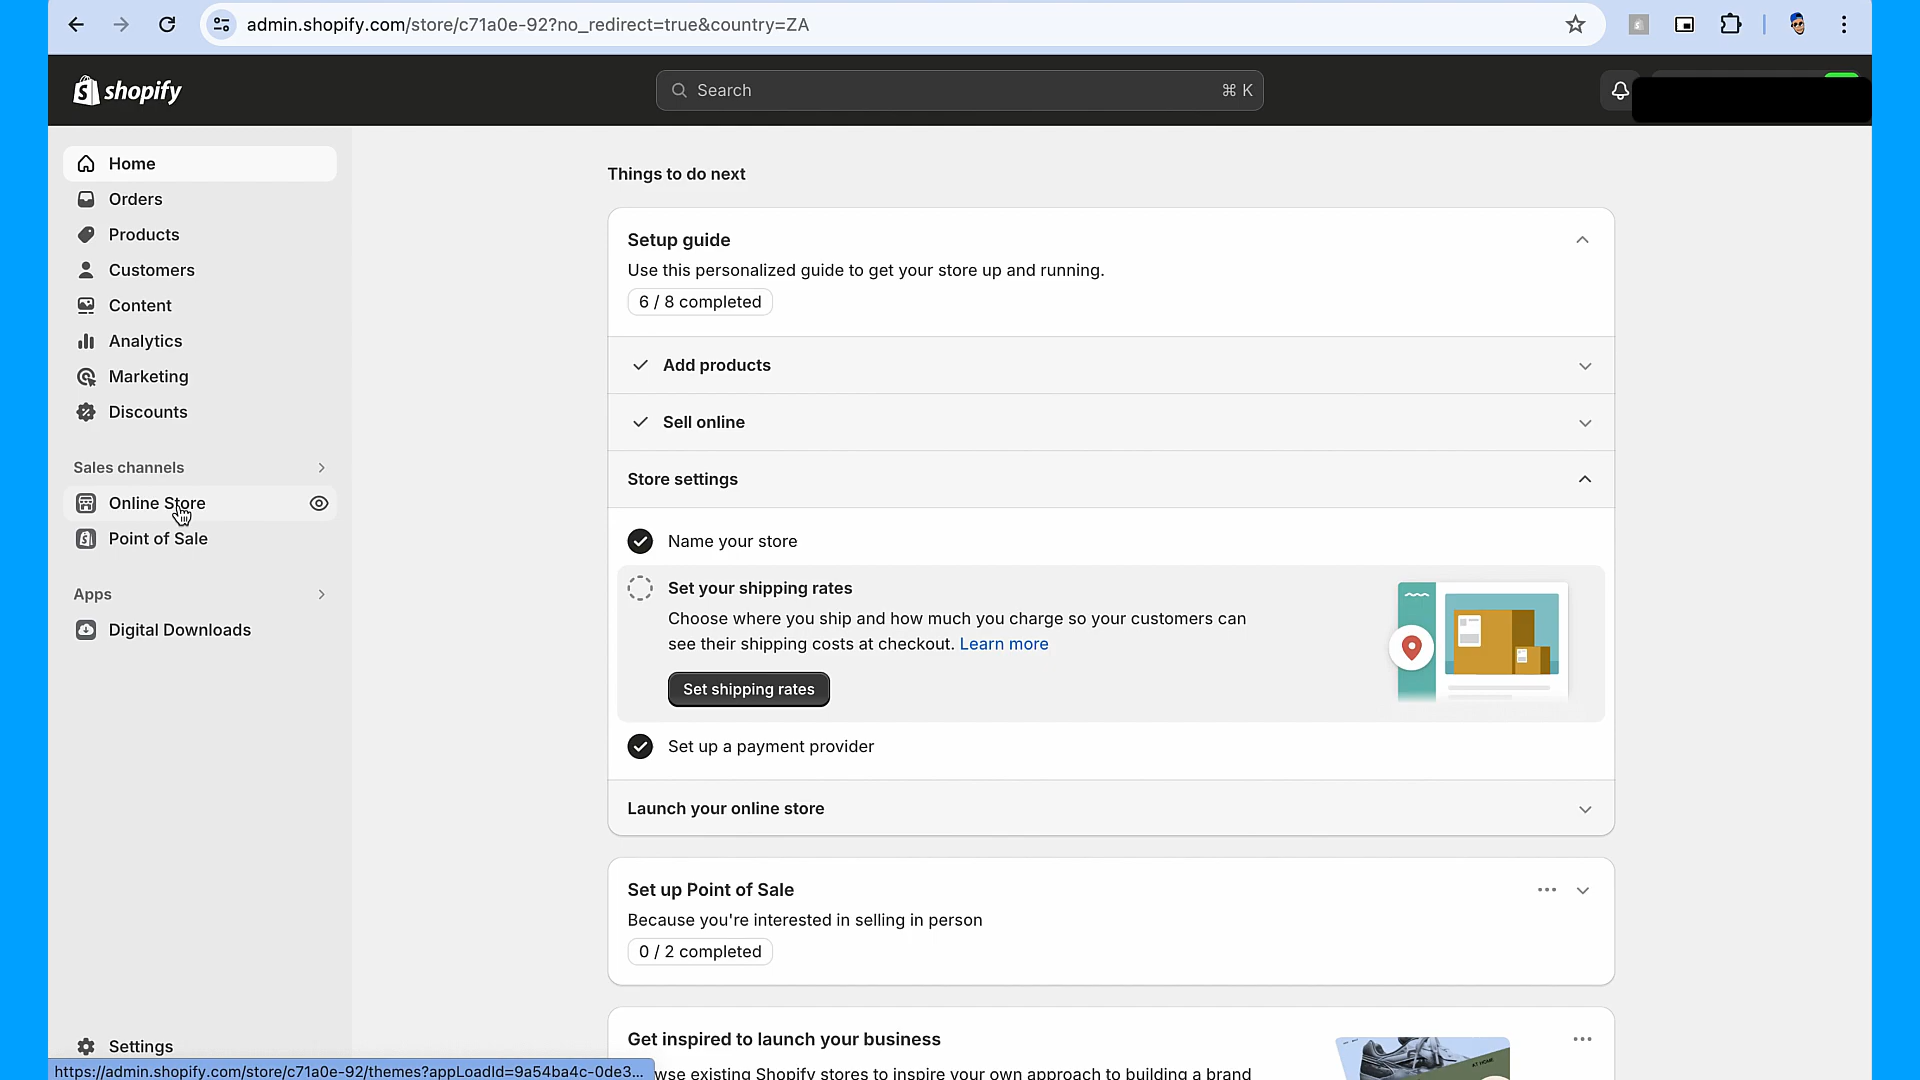 admin.shopify.com/store/c71a0e-92?no_redirect=true&country=ZA
shopify
Search
⌘ K
Home
Orders
Products
Customers
Content
Analytics
Marketing
Discounts
Sales channels
Online Store
Point of Sale
Apps
Digital Downloads
Settings
https://admin.shopify.com/store/c71a0e-92/themes?appLoadId=9a54ba4c-0de3...
Things to do next
Setup guide
Use this personalized guide to get your store up and running.
6 / 8 completed
Add products
Sell online
Store settings
Name your store
Set your shipping rates
Choose where you ship and how much you charge so your customers can
see their shipping costs at checkout. Learn more
Set shipping rates
Set up a payment provider
Launch your online store
Set up Point of Sale
Because you're interested in selling in person
0 / 2 completed
Get inspired to launch your business
existing Shopify stores to inspire your own approach to building a brand